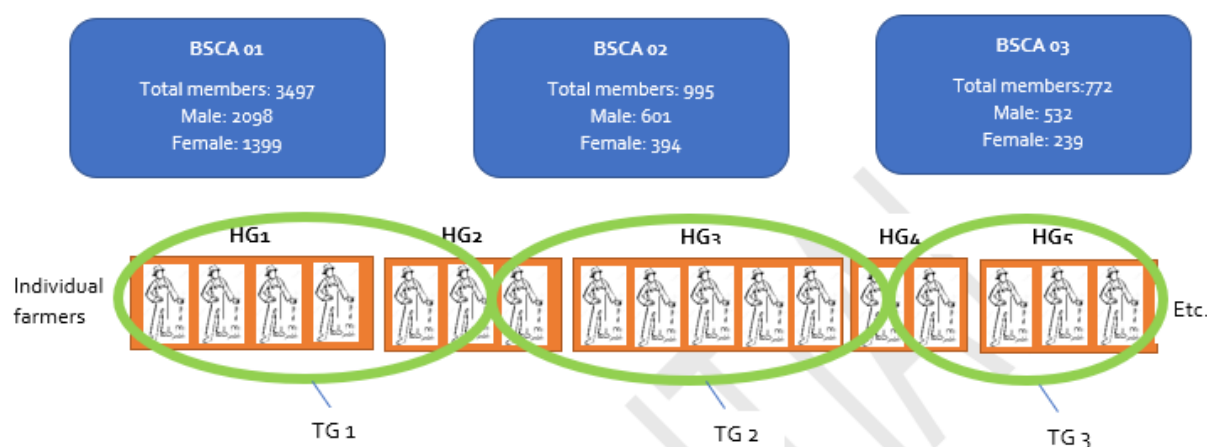 BSCA 01
Total members: 3497
Male: 2098
Female: 1399
BSCA 02
Total members: 995
Male: 601
Female: 394
BSCA 03
Total members:772
Male: 532
Female: 239
HG1
HG2
HG3
HG4
HG5
Individual
farmers
Etc.
TG 1
TG 2
TG 3